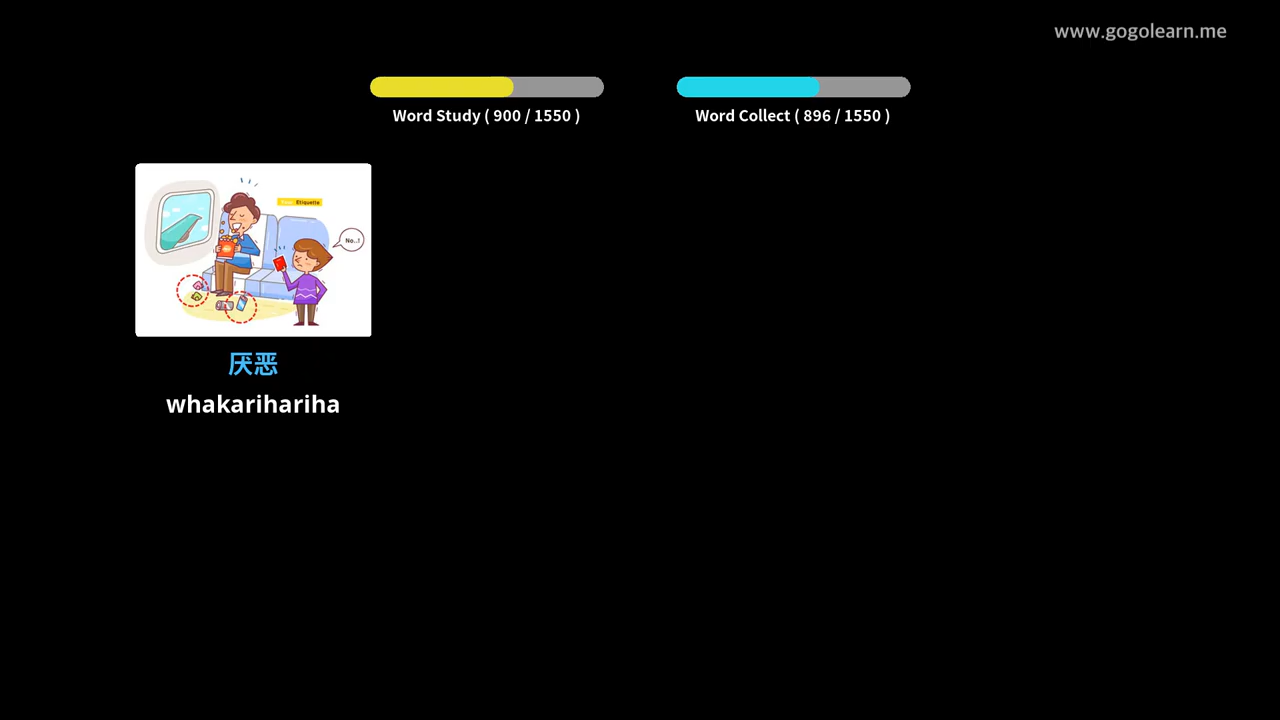 www.gogolearn.me
Word Study ( 900 / 1550 )
Word Collect ( 896 / 1550 )
Etiquette
No..!
厌恶
whakarihariha